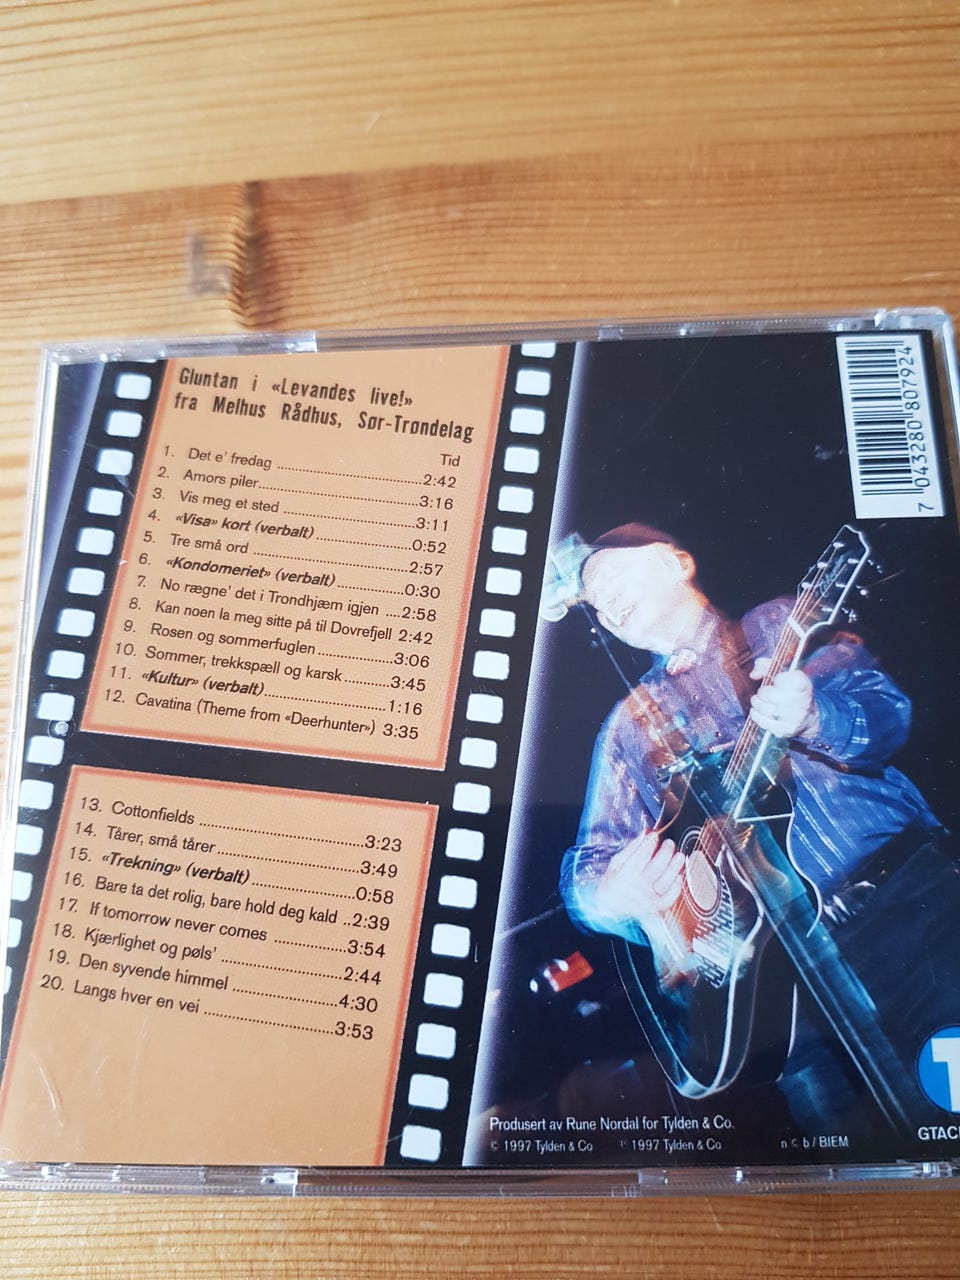 Gluntan i «Levandes live!»
fra Melhus Rådhus, Sør-Trøndelag
Tid
1. Det e' fredag ........ 2:42
2. Amors piler ........ 3:16
3. Vis meg et sted ........ 3:11
4. «Visa» kort (verbalt) ........ 0:52
5. Tre små ord ........ 2:57
6. «Kondomeriet» (verbalt) ........ 0:30
7. No rægne' det i Trondhjæm igjen .... 2:58
8. Kan noen la meg sitte på til Dovrefjell 2:42
9. Rosen og sommerfuglen ........ 3:06
10. Sommer, trekkspæll og karsk ........ 3:45
11. «Kultur» (verbalt) ........ 1:16
12. Cavatina (Theme from «Deerhunter») 3:35
13. Cottonfields ........ 3:23
14. Tårer, små tårer ........ 3:49
15. «Trekning» (verbalt) ........ 0:58
16. Bare ta det rolig, bare hold deg kald .. 2:39
17. If tomorrow never comes ........ 3:54
18. Kjærlighet og pøls' ........ 2:44
19. Den syvende himmel ........ 4:30
20. Langs hver en vei ........ 3:53
7 043280 807924
Produsert av Rune Nordal for Tylden & Co.
© 1997 Tylden & Co ℗ 1997 Tylden & Co n©b / BIEM
T